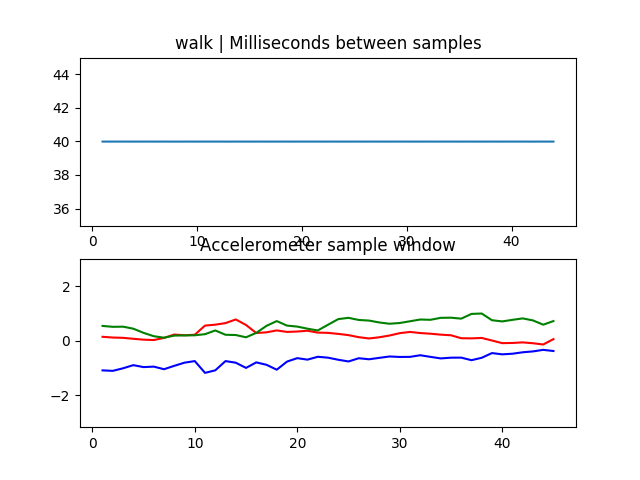 walk | Milliseconds between samples
44
42
40
38
36
0 10 20 30 40
Accelerometer sample window
2
0
−2
0 10 20 30 40